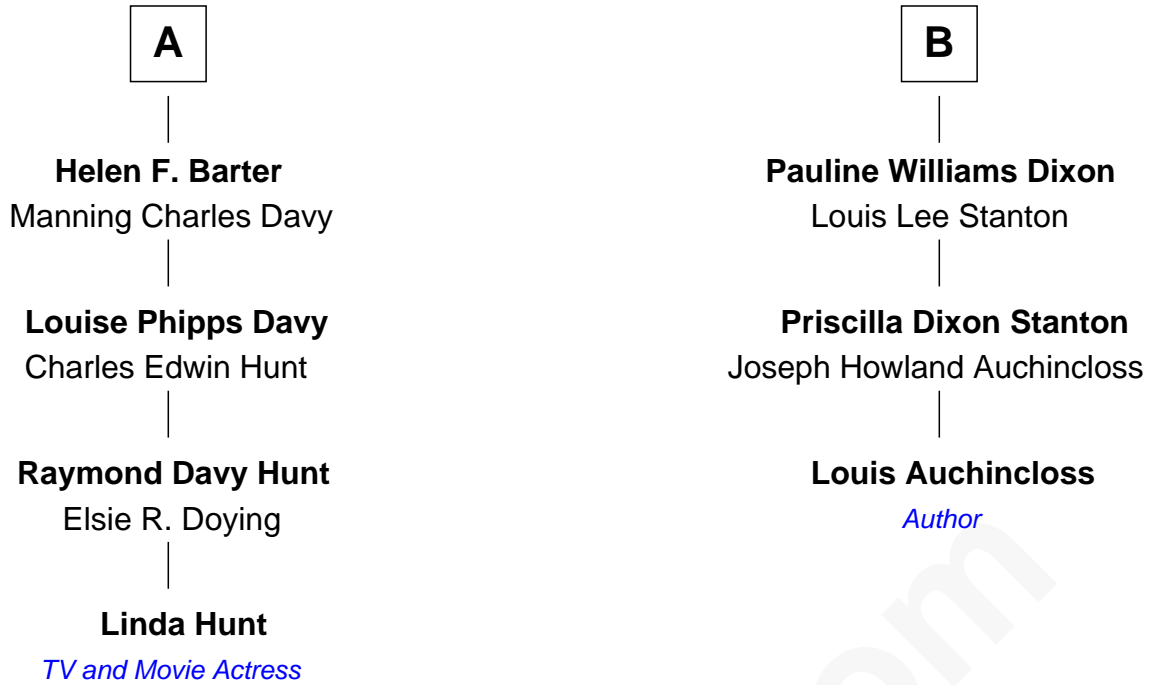 A
Helen F. Barter
Manning Charles Davy
Louise Phipps Davy
Charles Edwin Hunt
Raymond Davy Hunt
Elsie R. Doying
Linda Hunt
TV and Movie Actress
B
Pauline Williams Dixon
Louis Lee Stanton
Priscilla Dixon Stanton
Joseph Howland Auchincloss
Louis Auchincloss
Author
om